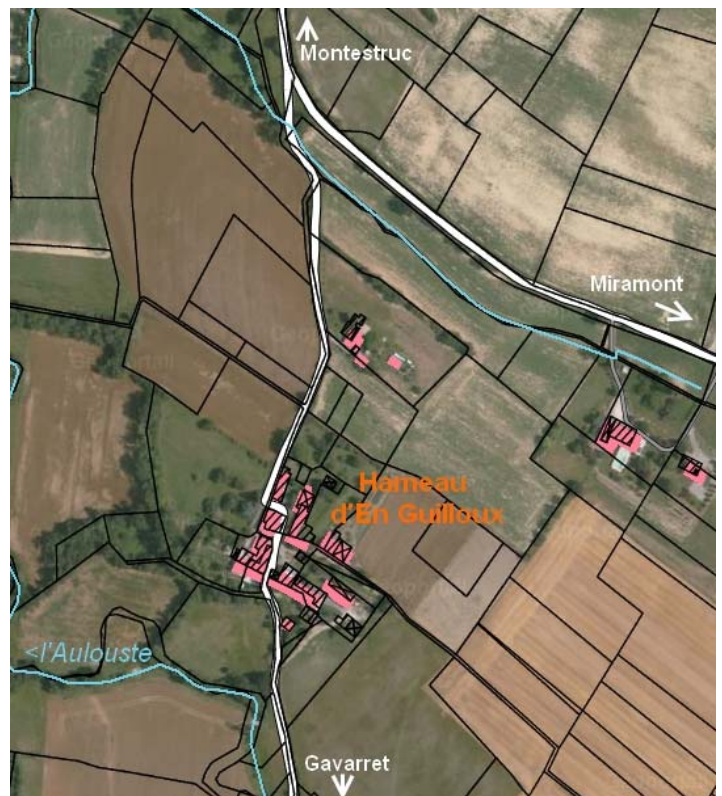 Montestruc
Miramont
Hameau
d'En Guilloux
<l'Aulouste
Gavarret